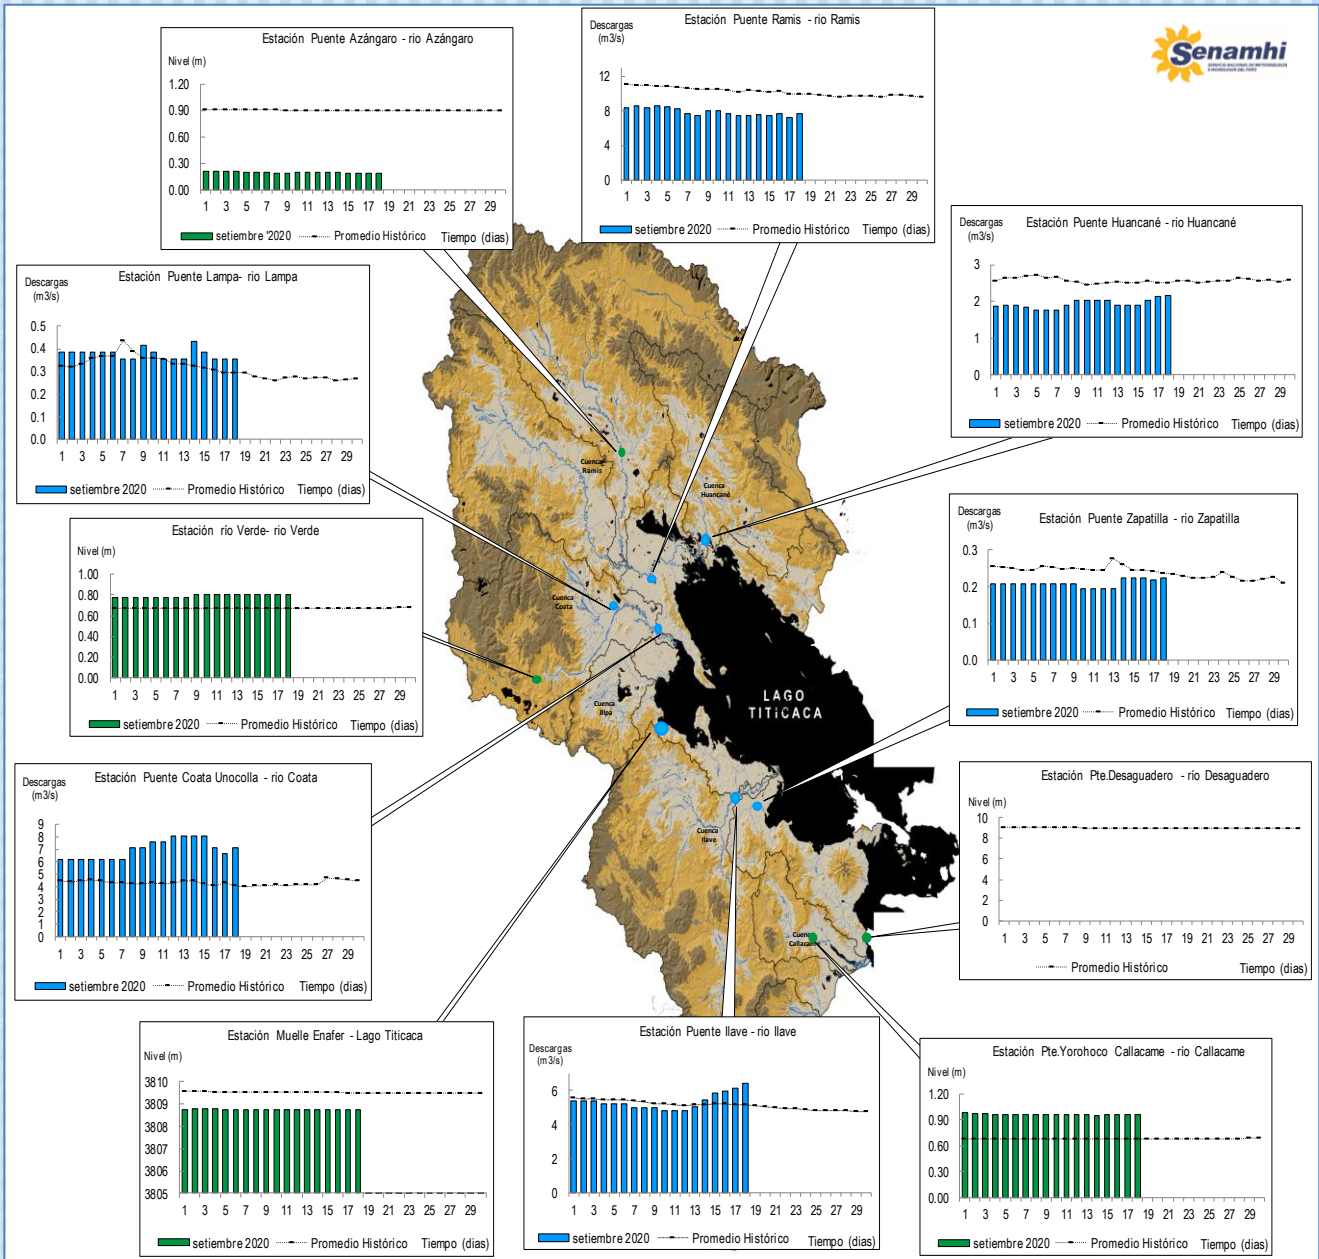 Estación Puente Azángaro - rio Azángaro
Nivel (m)
1.20
0.90
0.60
0.30
0.00
1 3 5 7 9 11 13 15 17 19 21 23 25 27 29
setiembre '2020 Promedio Histórico Tiempo (dias)
Estación Puente Ramis - rio Ramis
Descargas
(m3/s)
12
8
4
0
1 3 5 7 9 11 13 15 17 19 21 23 25 27 29
setiembre 2020 Promedio Histórico Tiempo (dias)
Senamhi
Estación Puente Huancané - rio Huancané
Descargas
(m3/s)
3
2
1
0
1 3 5 7 9 11 13 15 17 19 21 23 25 27 29
setiembre 2020 Promedio Histórico Tiempo (dias)
Estación Puente Lampa- rio Lampa
Descargas
(m3/s)
0.5
0.4
0.3
0.2
0.1
0.0
1 3 5 7 9 11 13 15 17 19 21 23 25 27 29
setiembre 2020 Promedio Histórico Tiempo (dias)
Estación Puente Zapatilla - rio Zapatilla
Descargas
(m3/s)
0.3
0.2
0.1
0.0
1 3 5 7 9 11 13 15 17 19 21 23 25 27 29
setiembre 2020 Promedio Histórico Tiempo (dias)
Estación río Verde- rio Verde
Nivel (m)
1.00
0.80
0.60
0.40
0.20
0.00
1 3 5 7 9 11 13 15 17 19 21 23 25 27 29
setiembre 2020 Promedio Histórico Tiempo (dias)
Cuenca
Ramis
Cuenca
Huancané
Cuenca
Coata
Cuenca
Illpa
LAGO
TITICACA
Cuenca
Ilave
Cuenca
Callacame
Estación Puente Coata Unocolla - rio Coata
Descargas
(m3/s)
9
8
7
6
5
4
3
2
1
0
1 3 5 7 9 11 13 15 17 19 21 23 25 27 29
setiembre 2020 Promedio Histórico Tiempo (dias)
Estación Pte.Desaguadero - río Desaguadero
Nivel (m)
10
8
6
4
2
0
1 3 5 7 9 11 13 15 17 19 21 23 25 27 29
Promedio Histórico Tiempo (dias)
Estación Muelle Enafer - Lago Titicaca
Nivel (m)
3810
3809
3808
3807
3806
3805
1 3 5 7 9 11 13 15 17 19 21 23 25 27 29
setiembre 2020 Promedio Histórico Tiempo (dias)
Estación Puente Ilave - rio Ilave
Descargas
(m3/s)
6
4
2
0
1 3 5 7 9 11 13 15 17 19 21 23 25 27 29
setiembre 2020 Promedio Histórico Tiempo (dias)
Estación Pte.Yorohoco Callacame - río Callacame
Nivel (m)
1.20
0.90
0.60
0.30
0.00
1 3 5 7 9 11 13 15 17 19 21 23 25 27 29
setiembre 2020 Promedio Histórico Tiempo (dias)